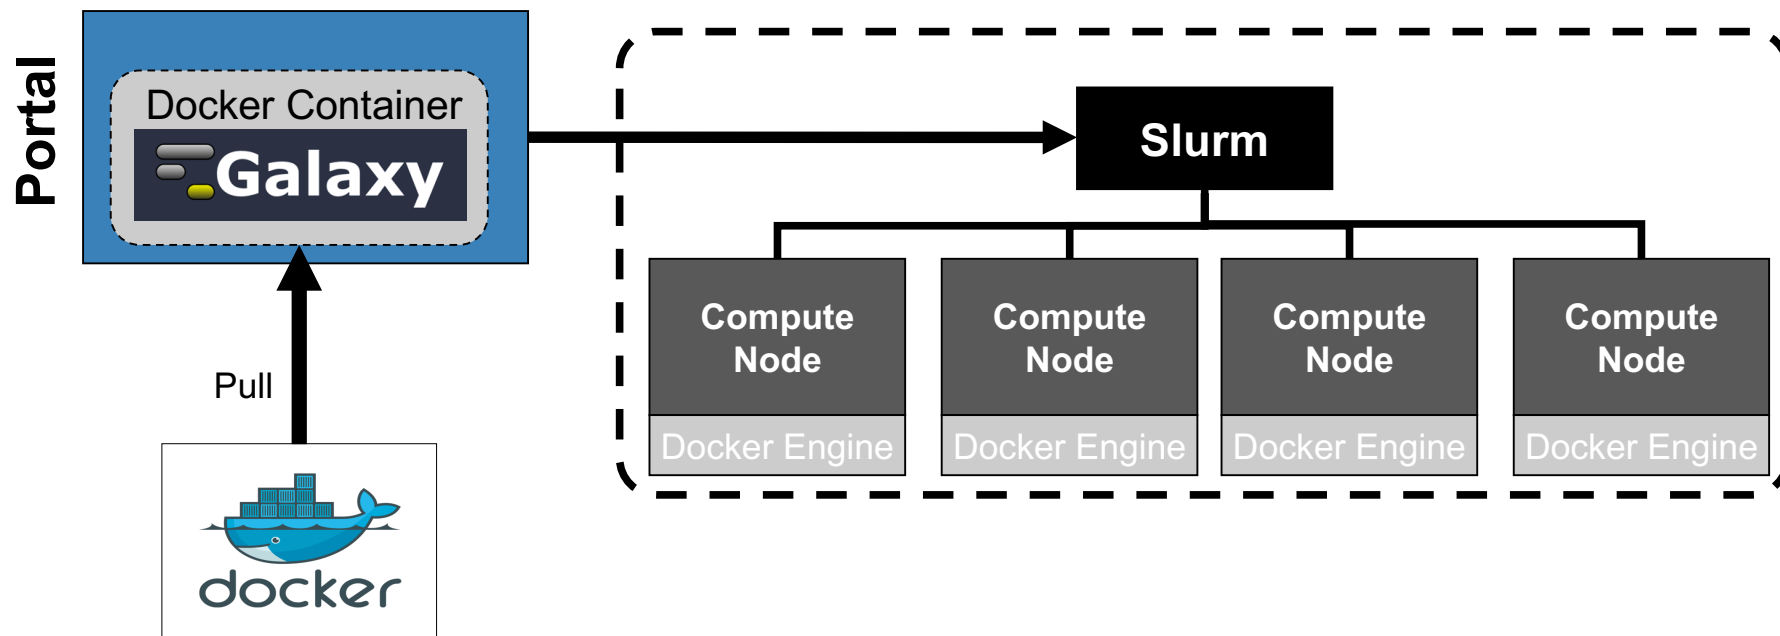 Portal
Docker Container
Galaxy
Slurm
Compute
Node
Docker Engine
Compute
Node
Docker Engine
Compute
Node
Docker Engine
Compute
Node
Docker Engine
Pull
docker